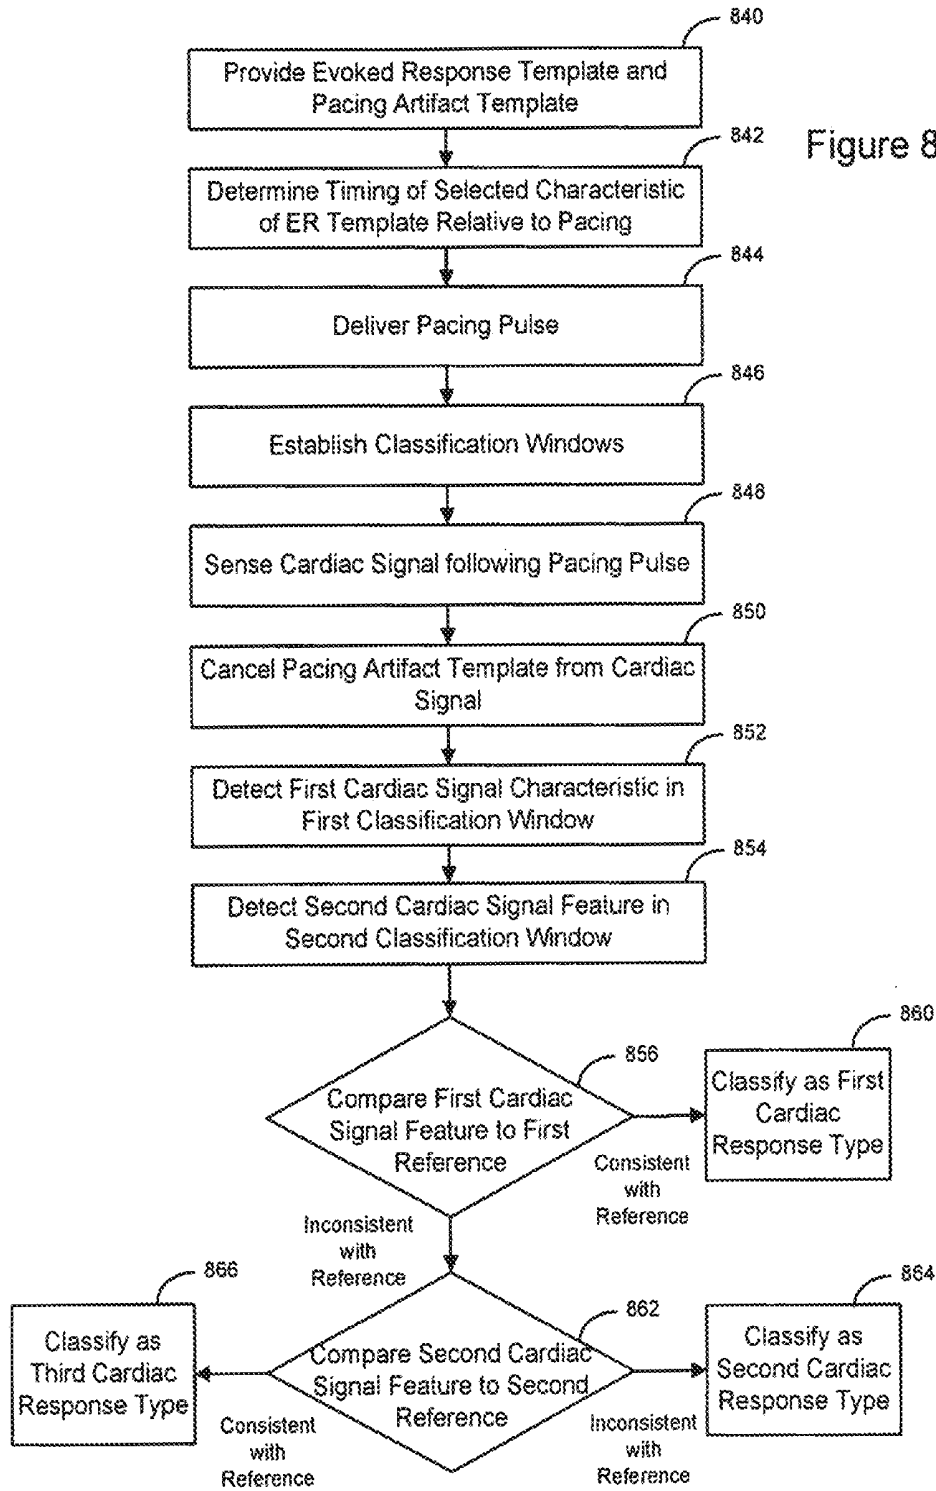 840
Provide Evoked Response Template and
Pacing Artifact Template
Figure 8
842
Determine Timing of Selected Characteristic
of ER Template Relative to Pacing
844
Deliver Pacing Pulse
846
Establish Classification Windows
848
Sense Cardiac Signal following Pacing Pulse
850
Cancel Pacing Artifact Template from Cardiac
Signal
852
Detect First Cardiac Signal Characteristic in
First Classification Window
854
Detect Second Cardiac Signal Feature in
Second Classification Window
856
Compare First Cardiac
Signal Feature to First
Reference
Consistent
with
Reference
860
Classify as First
Cardiac
Response Type
Inconsistent
with
Reference
862
Compare Second Cardiac
Signal Feature to Second
Reference
866
Classify as
Third Cardiac
Response Type
Consistent
with
Reference
Inconsistent
with
Reference
864
Classify as
Second Cardiac
Response Type